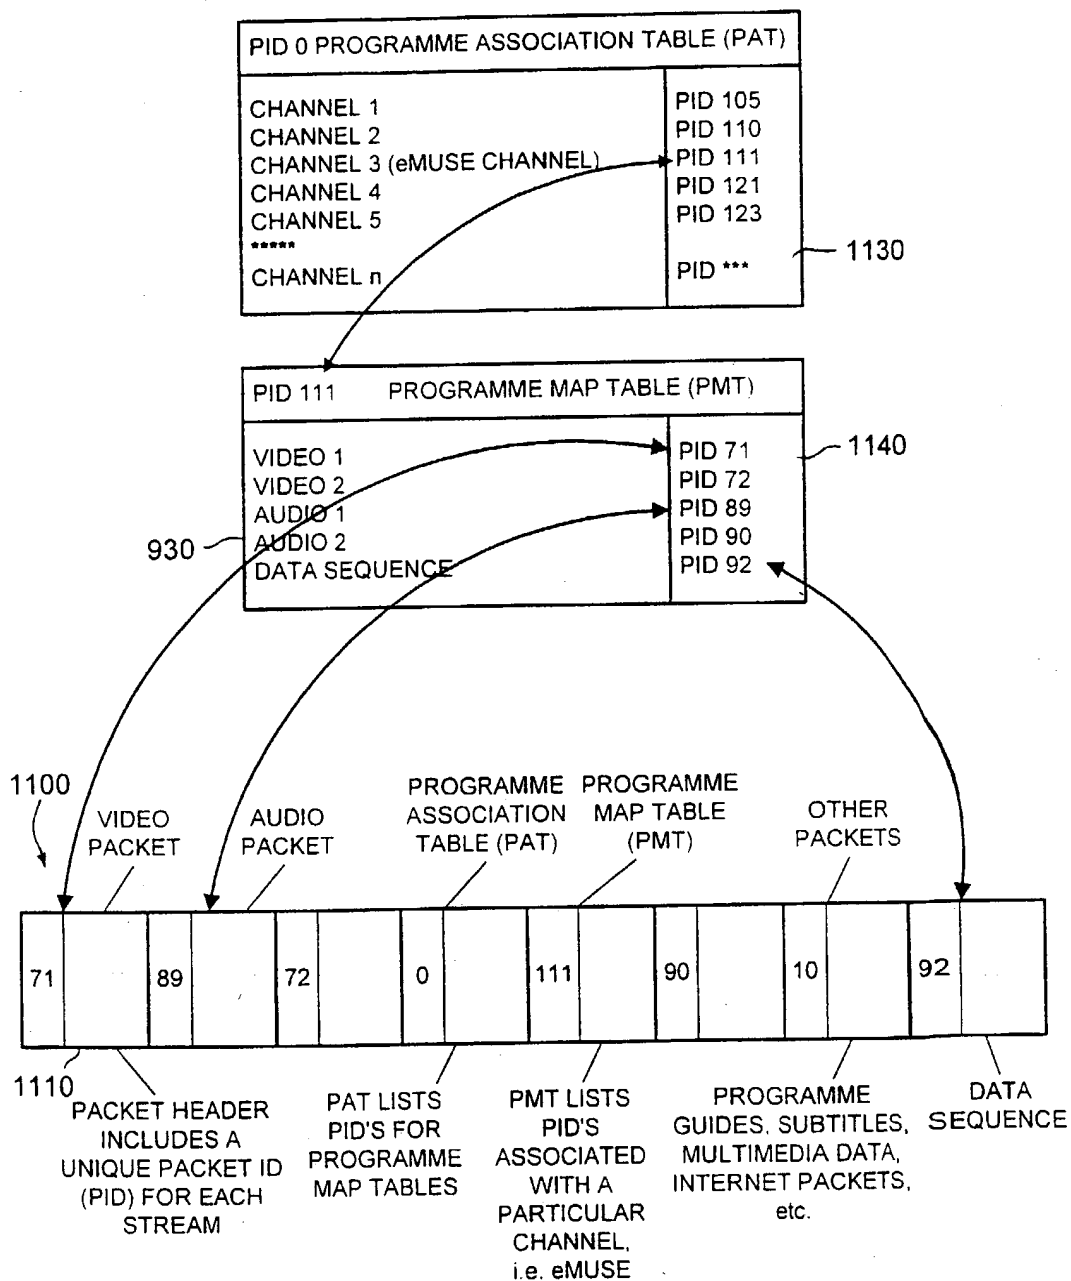 PID 0 PROGRAMME ASSOCIATION TABLE (PAT)
CHANNEL 1 PID 105
CHANNEL 2 PID 110
CHANNEL 3 (eMUSE CHANNEL) PID 111
CHANNEL 4 PID 121
CHANNEL 5 PID 123
*****
CHANNEL n PID ***
1130
PID 111 PROGRAMME MAP TABLE (PMT)
VIDEO 1 PID 71
VIDEO 2 PID 72
AUDIO 1 PID 89
AUDIO 2 PID 90
DATA SEQUENCE PID 92
1140
930
1100
VIDEO
PACKET
AUDIO
PACKET
PROGRAMME
ASSOCIATION
TABLE (PAT)
PROGRAMME
MAP TABLE
(PMT)
OTHER
PACKETS
71 89 72 0 111 90 10 92
1110
PACKET HEADER
INCLUDES A
UNIQUE PACKET ID
(PID) FOR EACH
STREAM
PAT LISTS
PID'S FOR
PROGRAMME
MAP TABLES
PMT LISTS
PID'S
ASSOCIATED
WITH A
PARTICULAR
CHANNEL,
i.e. eMUSE
PROGRAMME
GUIDES, SUBTITLES,
MULTIMEDIA DATA,
INTERNET PACKETS,
etc.
DATA
SEQUENCE